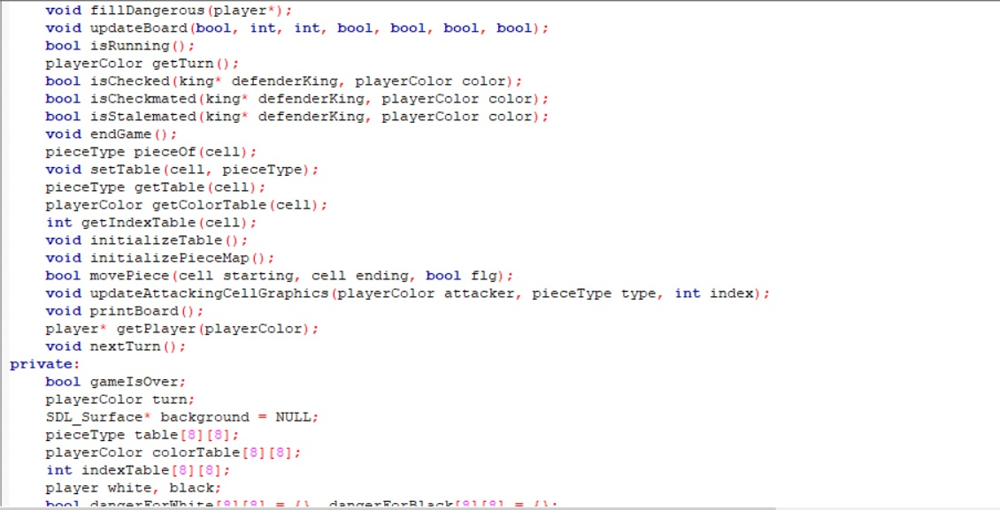 void fillDangerous(player*);
void updateBoard(bool, int, int, bool, bool, bool, bool);
bool isRunning();
playerColor getTurn();
bool isChecked(king* defenderKing, playerColor color);
bool isCheckmated(king* defenderKing, playerColor color);
bool isStalemated(king* defenderKing, playerColor color);
void endGame();
pieceType pieceOf(cell);
void setTable(cell, pieceType);
pieceType getTable(cell);
playerColor getColorTable(cell);
int getIndexTable(cell);
void initializeTable();
void initializePieceMap();
bool movePiece(cell starting, cell ending, bool flg);
void updateAttackingCellGraphics(playerColor attacker, pieceType type, int index);
void printBoard();
player* getPlayer(playerColor);
void nextTurn();
private:
bool gameIsOver;
playerColor turn;
SDL_Surface* background = NULL;
pieceType table[8][8];
playerColor colorTable[8][8];
int indexTable[8][8];
player white, black;
bool dangerForWhite[8][8] = {}, dangerForBlack[8][8] = {};